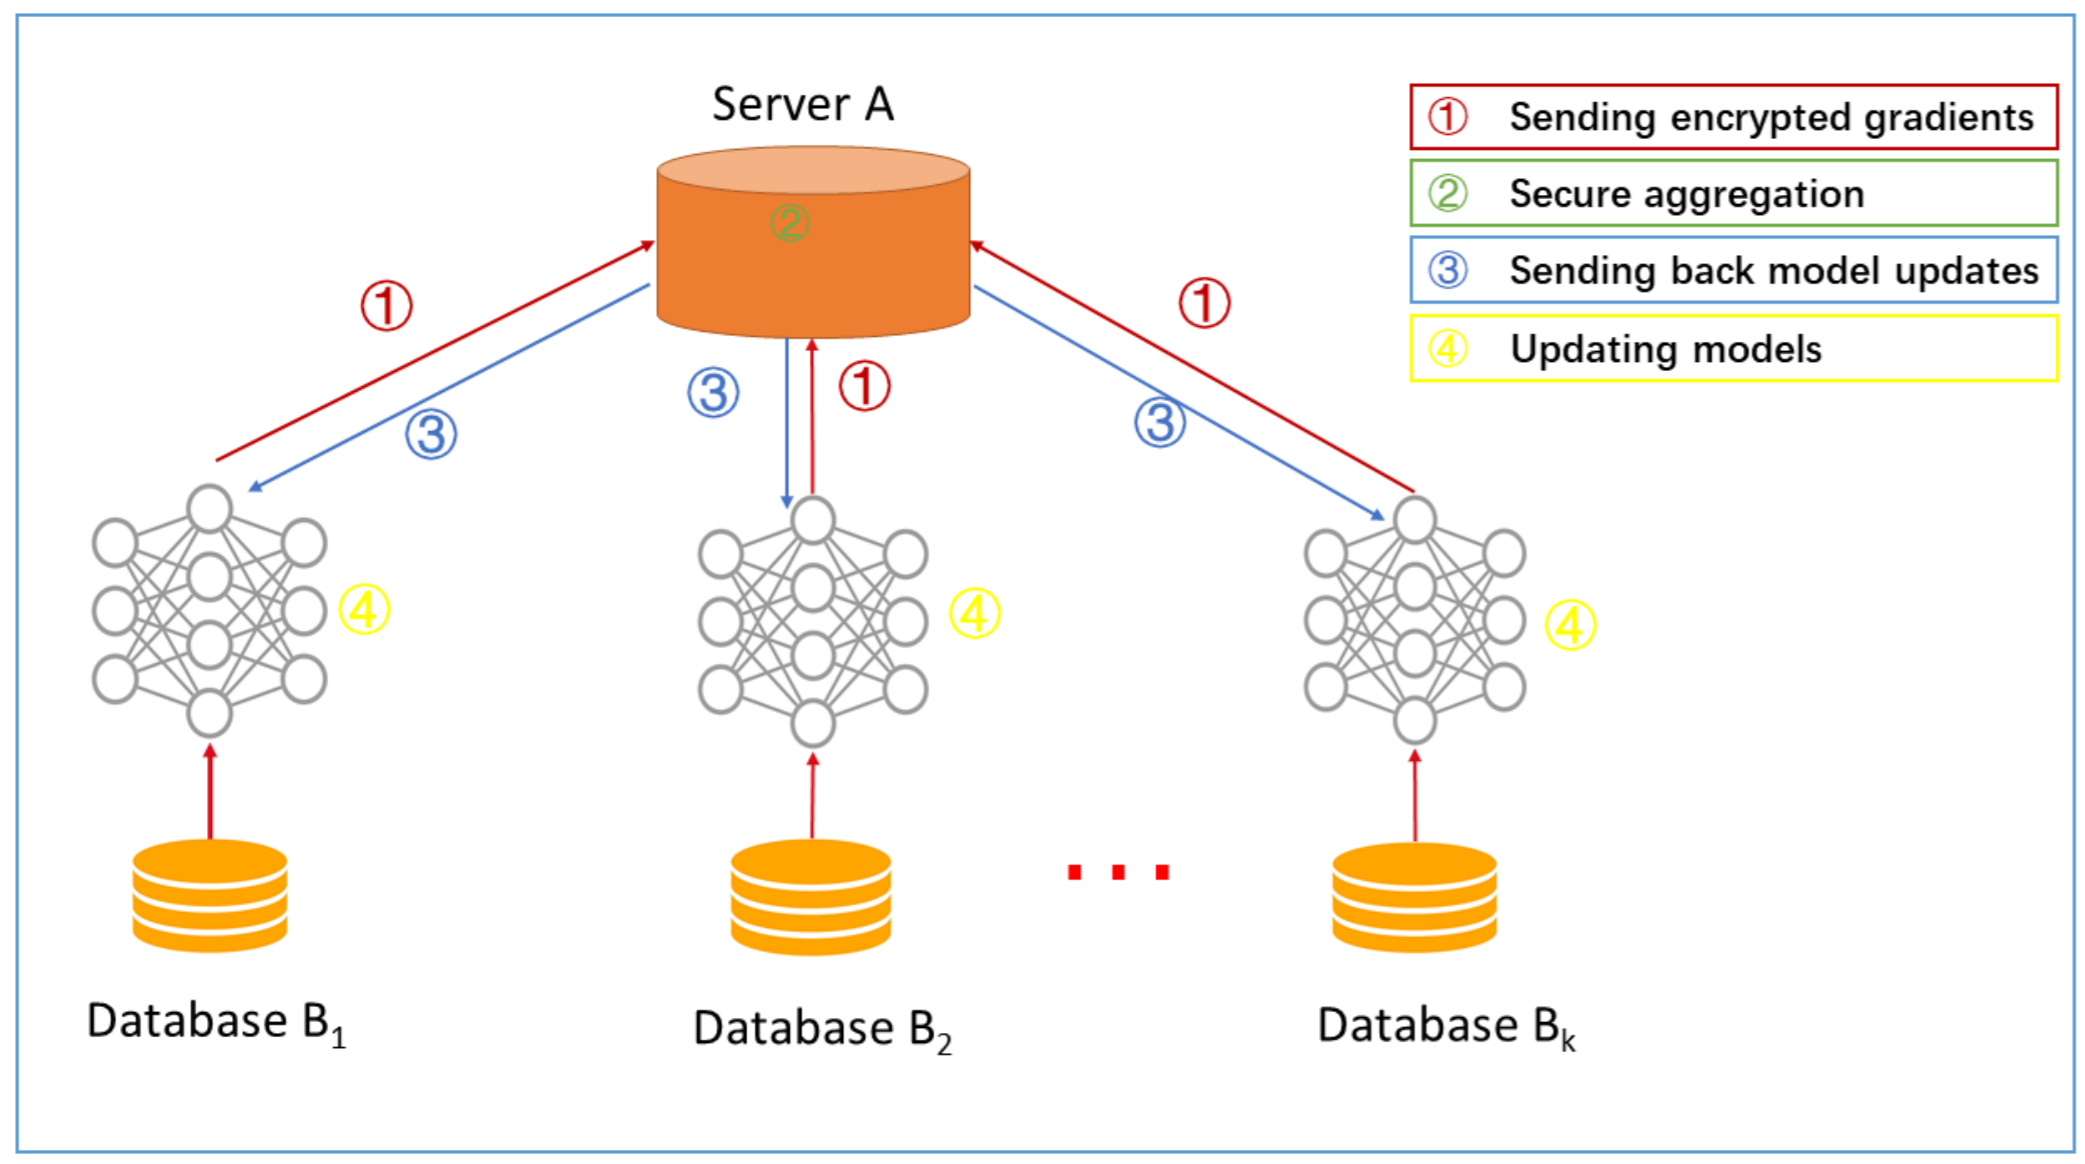 Server A
① Sending encrypted gradients
② Secure aggregation
③ Sending back model updates
④ Updating models
②
①
①
③
①
③
③
④
④
④
...
Database B₁
Database B₂
Database Bₖ